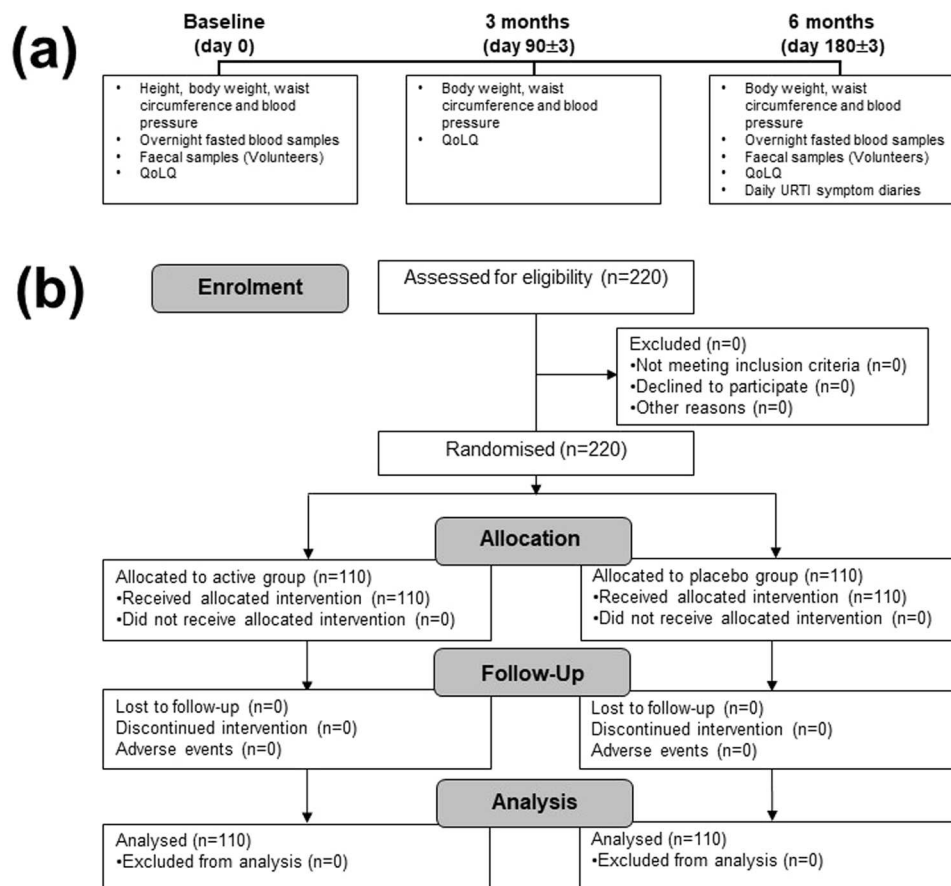 (a)
Baseline
(day 0)
3 months
(day 90±3)
6 months
(day 180±3)
• Height, body weight, waist
circumference and blood
pressure
• Overnight fasted blood samples
• Faecal samples (Volunteers)
• QoLQ
• Body weight, waist
circumference and blood
pressure
• QoLQ
• Body weight, waist
circumference and blood
pressure
• Overnight fasted blood samples
• Faecal samples (Volunteers)
• QoLQ
• Daily URTI symptom diaries
(b)
Enrolment
Assessed for eligibility (n=220)
Excluded (n=0)
•Not meeting inclusion criteria (n=0)
•Declined to participate (n=0)
•Other reasons (n=0)
Randomised (n=220)
Allocation
Allocated to active group (n=110)
•Received allocated intervention (n=110)
•Did not receive allocated intervention (n=0)
Allocated to placebo group (n=110)
•Received allocated intervention (n=110)
•Did not receive allocated intervention (n=0)
Follow-Up
Lost to follow-up (n=0)
Discontinued intervention (n=0)
Adverse events (n=0)
Lost to follow-up (n=0)
Discontinued intervention (n=0)
Adverse events (n=0)
Analysis
Analysed (n=110)
•Excluded from analysis (n=0)
Analysed (n=110)
•Excluded from analysis (n=0)